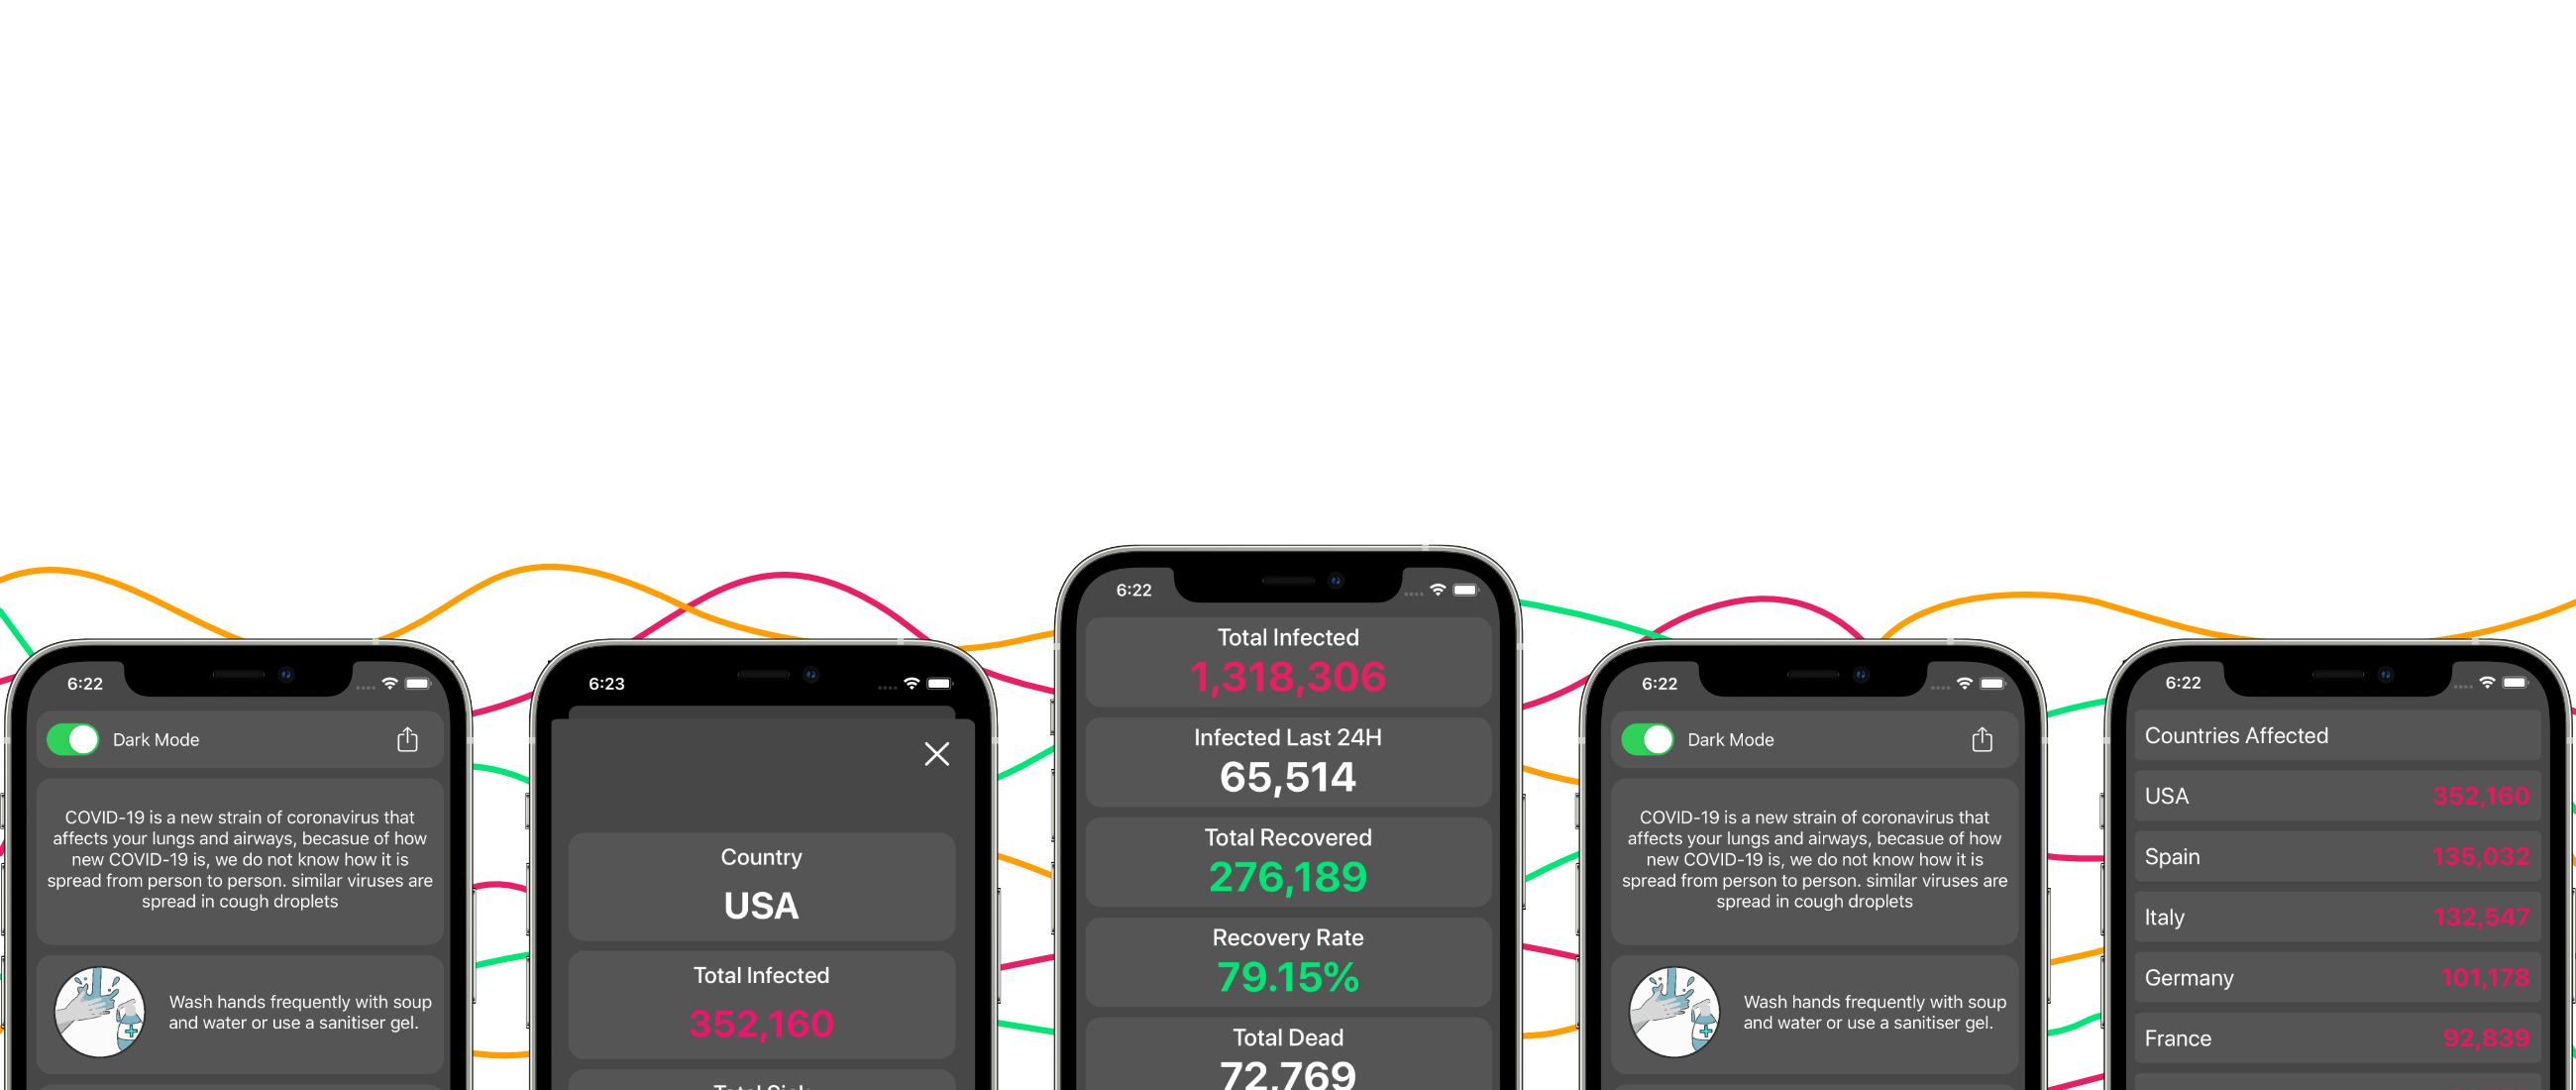 6:22
Dark Mode
COVID-19 is a new strain of coronavirus that
affects your lungs and airways, becasue of how
new COVID-19 is, we do not know how it is
spread from person to person. similar viruses are
spread in cough droplets
Wash hands frequently with soup
and water or use a sanitiser gel.
6:23
Country
USA
Total Infected
352,160
6:22
Total Infected
1,318,306
Infected Last 24H
65,514
Total Recovered
276,189
Recovery Rate
79.15%
Total Dead
72,769
6:22
Dark Mode
COVID-19 is a new strain of coronavirus that
affects your lungs and airways, becasue of how
new COVID-19 is, we do not know how it is
spread from person to person. similar viruses are
spread in cough droplets
Wash hands frequently with soup
and water or use a sanitiser gel.
6:22
Countries Affected
USA 352,160
Spain 135,032
Italy 132,547
Germany 101,178
France 92,839